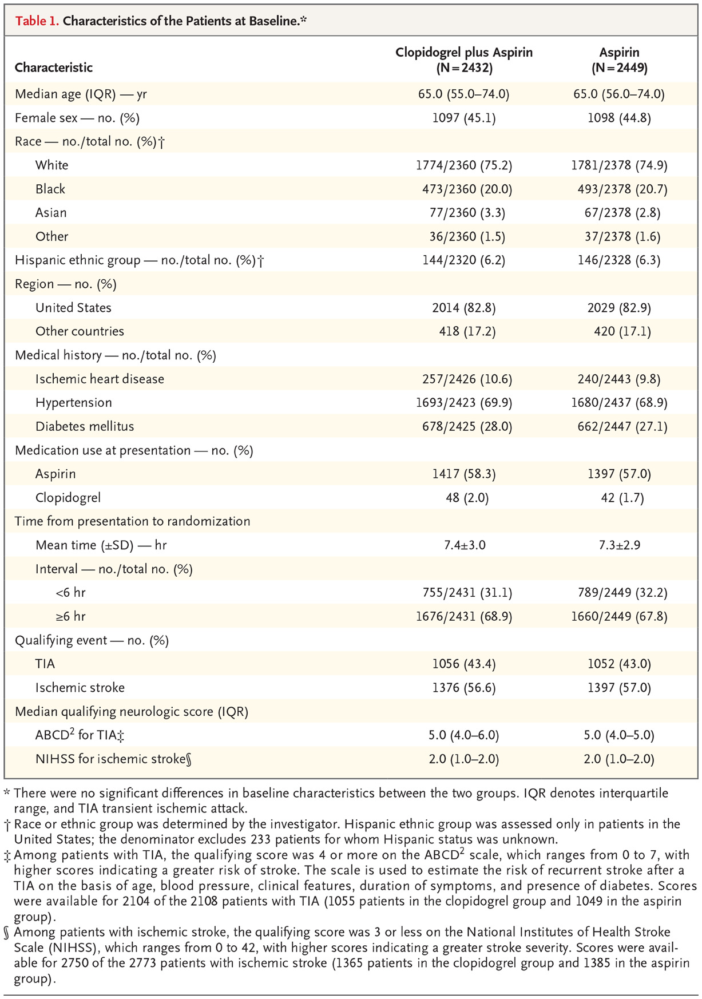 Table 1. Characteristics of the Patients at Baseline.*
Characteristic Clopidogrel plus Aspirin (N=2432) Aspirin (N=2449)
Median age (IQR) — yr 65.0 (55.0–74.0) 65.0 (56.0–74.0)
Female sex — no. (%) 1097 (45.1) 1098 (44.8)
Race — no./total no. (%)†
White 1774/2360 (75.2) 1781/2378 (74.9)
Black 473/2360 (20.0) 493/2378 (20.7)
Asian 77/2360 (3.3) 67/2378 (2.8)
Other 36/2360 (1.5) 37/2378 (1.6)
Hispanic ethnic group — no./total no. (%)† 144/2320 (6.2) 146/2328 (6.3)
Region — no. (%)
United States 2014 (82.8) 2029 (82.9)
Other countries 418 (17.2) 420 (17.1)
Medical history — no./total no. (%)
Ischemic heart disease 257/2426 (10.6) 240/2443 (9.8)
Hypertension 1693/2423 (69.9) 1680/2437 (68.9)
Diabetes mellitus 678/2425 (28.0) 662/2447 (27.1)
Medication use at presentation — no. (%)
Aspirin 1417 (58.3) 1397 (57.0)
Clopidogrel 48 (2.0) 42 (1.7)
Time from presentation to randomization
Mean time (±SD) — hr 7.4±3.0 7.3±2.9
Interval — no./total no. (%)
<6 hr 755/2431 (31.1) 789/2449 (32.2)
≥6 hr 1676/2431 (68.9) 1660/2449 (67.8)
Qualifying event — no. (%)
TIA 1056 (43.4) 1052 (43.0)
Ischemic stroke 1376 (56.6) 1397 (57.0)
Median qualifying neurologic score (IQR)
ABCD² for TIA‡ 5.0 (4.0–6.0) 5.0 (4.0–5.0)
NIHSS for ischemic stroke§ 2.0 (1.0–2.0) 2.0 (1.0–2.0)
* There were no significant differences in baseline characteristics between the two groups. IQR denotes interquartile
range, and TIA transient ischemic attack.
† Race or ethnic group was determined by the investigator. Hispanic ethnic group was assessed only in patients in the
United States; the denominator excludes 233 patients for whom Hispanic status was unknown.
‡ Among patients with TIA, the qualifying score was 4 or more on the ABCD² scale, which ranges from 0 to 7, with
higher scores indicating a greater risk of stroke. The scale is used to estimate the risk of recurrent stroke after a
TIA on the basis of age, blood pressure, clinical features, duration of symptoms, and presence of diabetes. Scores
were available for 2104 of the 2108 patients with TIA (1055 patients in the clopidogrel group and 1049 in the aspirin
group).
§ Among patients with ischemic stroke, the qualifying score was 3 or less on the National Institutes of Health Stroke
Scale (NIHSS), which ranges from 0 to 42, with higher scores indicating a greater stroke severity. Scores were avail-
able for 2750 of the 2773 patients with ischemic stroke (1365 patients in the clopidogrel group and 1385 in the aspirin
group).